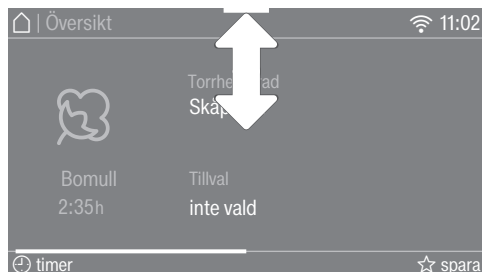 Översikt
11:02
Bomull
2:35h
Tillval
inte vald
timer
spara